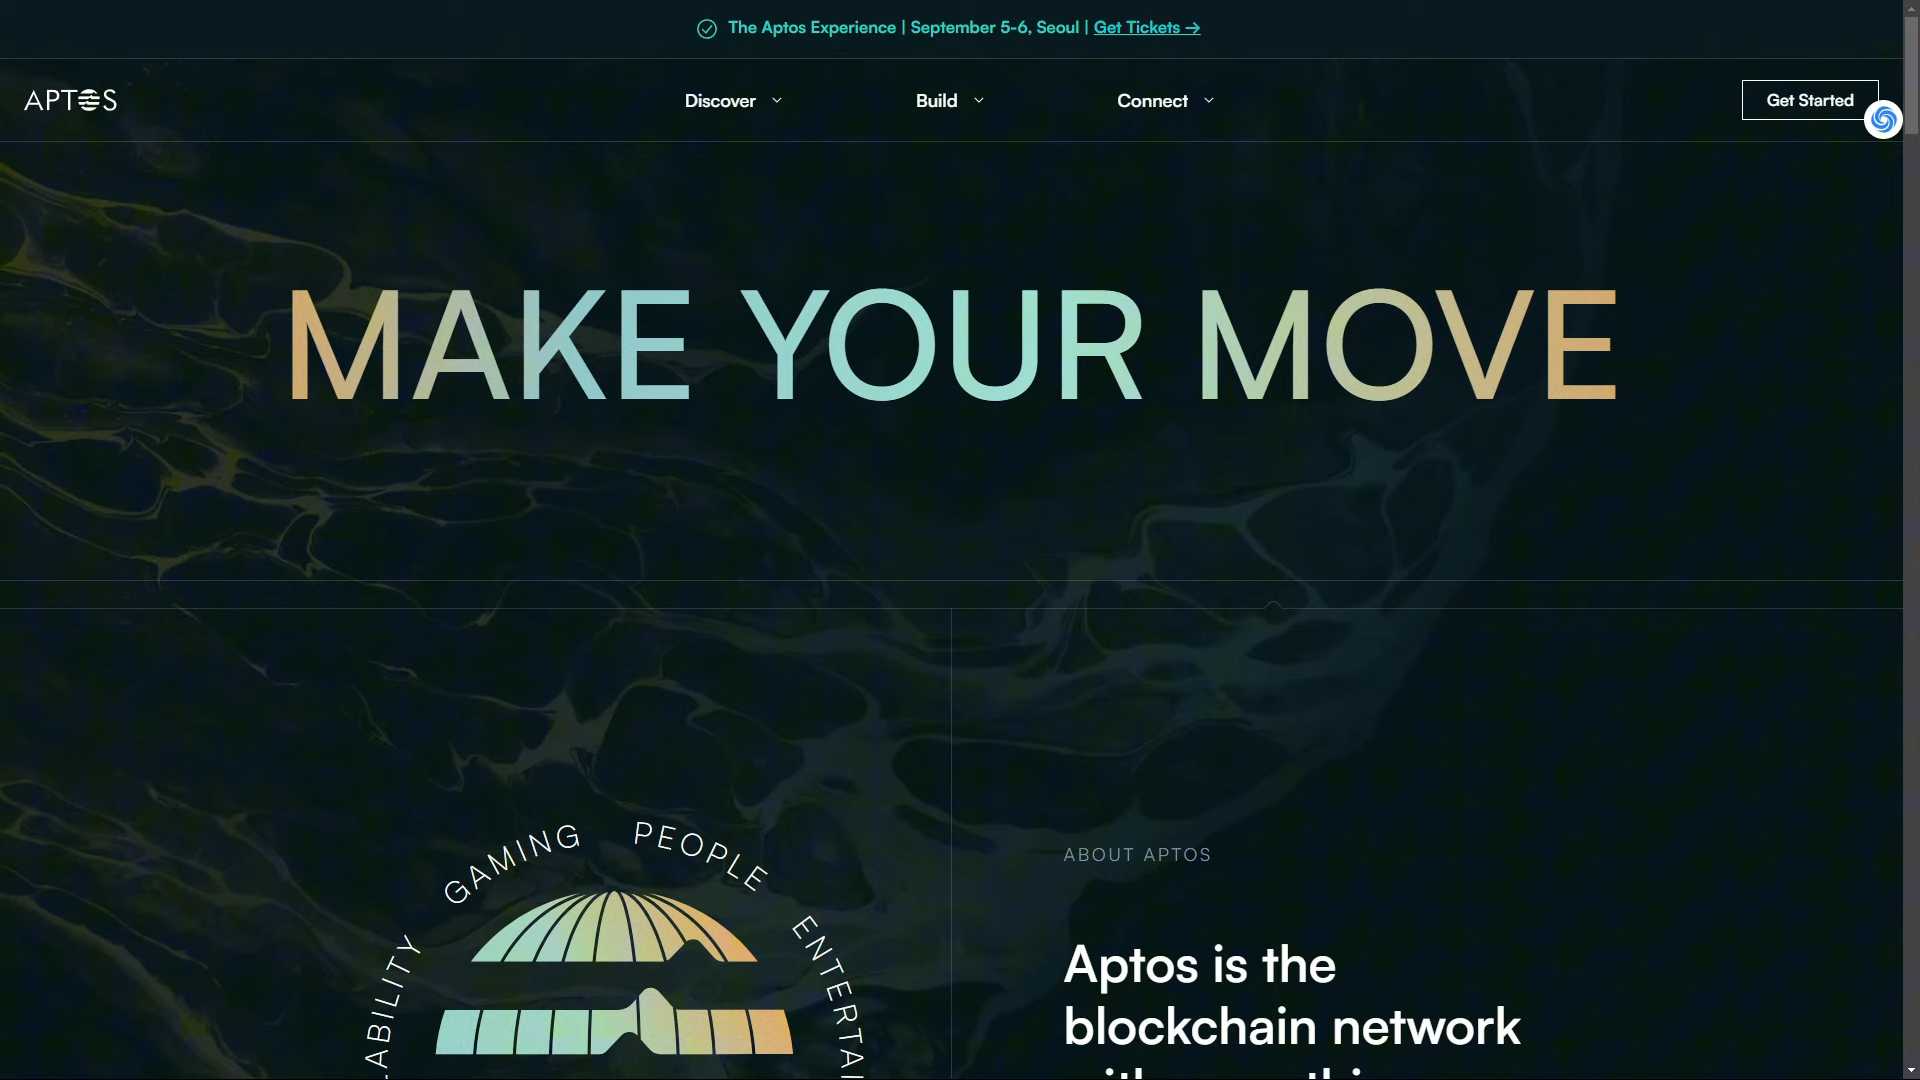 The Aptos Experience | September 5-6, Seoul | Get Tickets →
APTOS
Discover
Build
Connect
Get Started
MAKE YOUR MOVE
GAMING
PEOPLE
ABILITY
ENTERTAI
ABOUT APTOS
Aptos is the
blockchain network